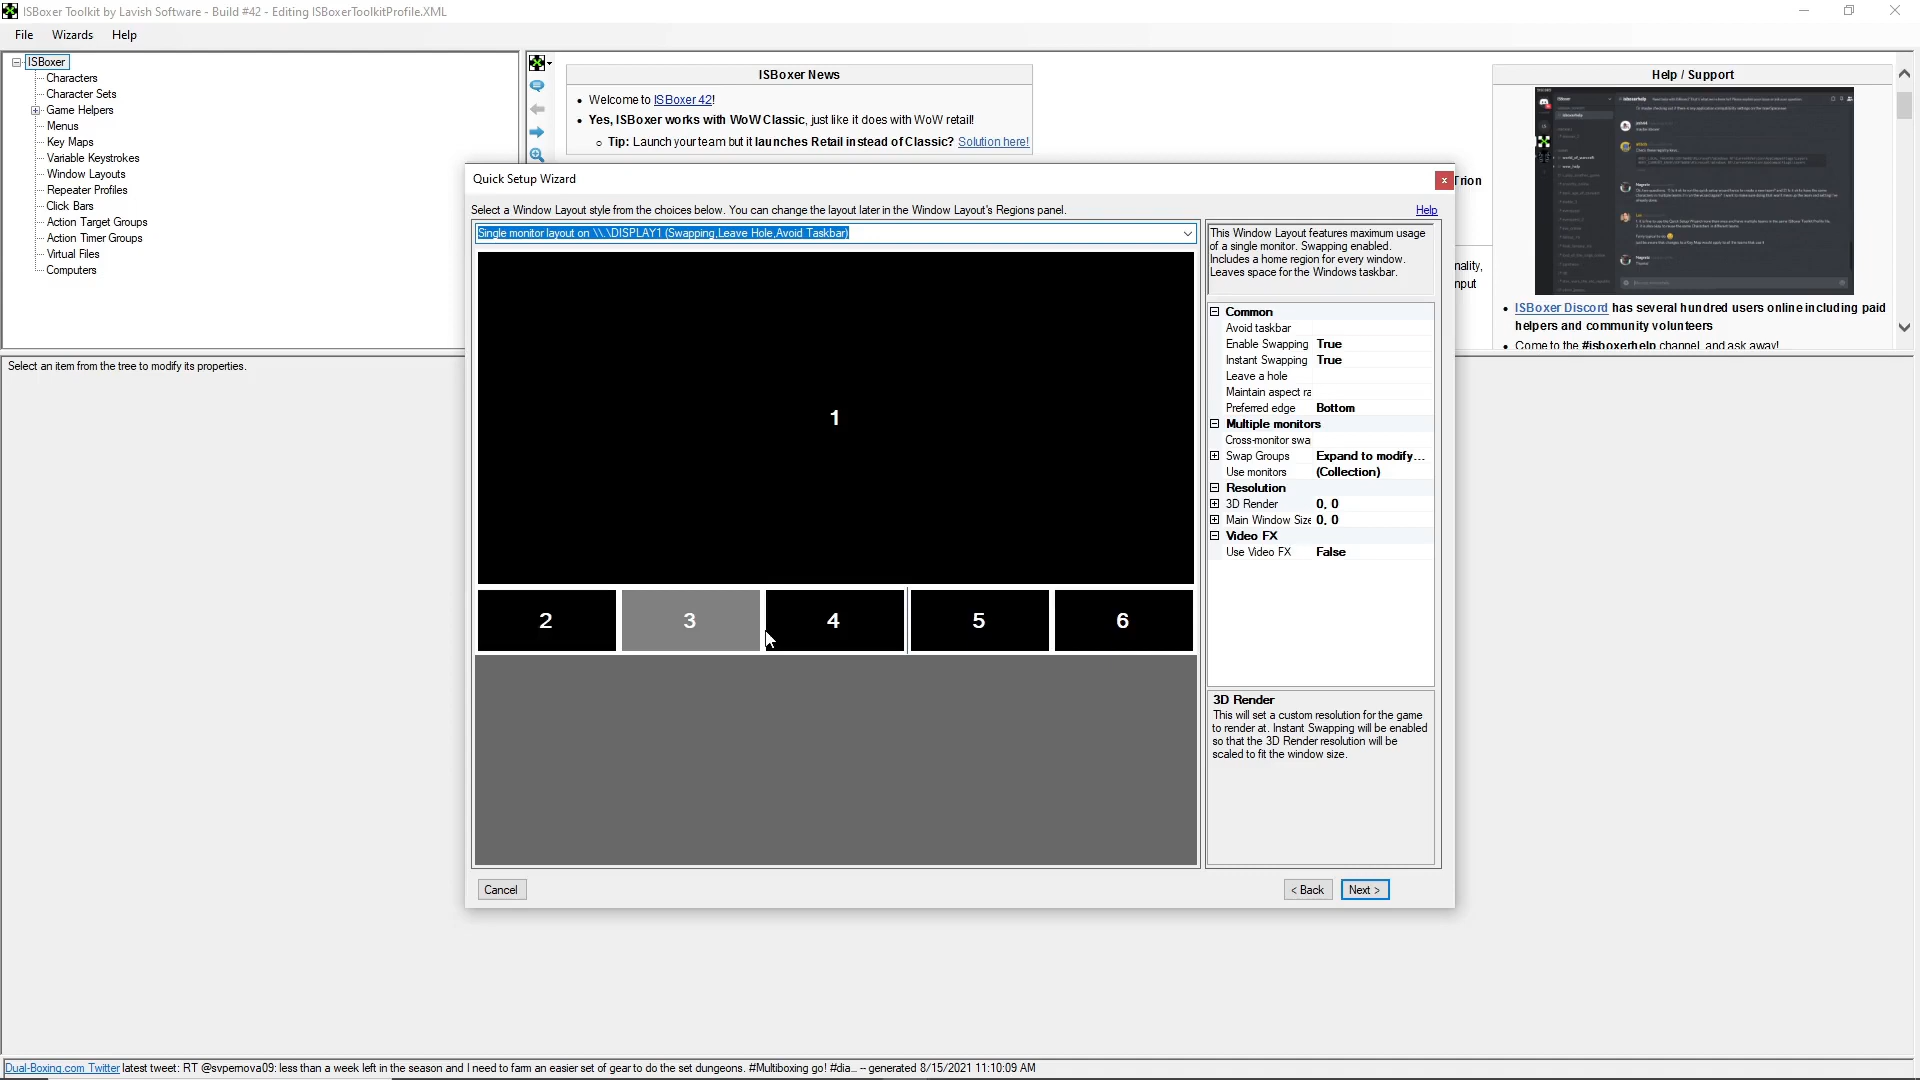 ISBoxer Toolkit by Lavish Software - Build #42 - Editing ISBoxerToolkitProfile.XML
File Wizards Help
ISBoxer
Characters
Character Sets
Game Helpers
Menus
Key Maps
Variable Keystrokes
Window Layouts
Repeater Profiles
Click Bars
Action Target Groups
Action Timer Groups
Virtual Files
Computers
ISBoxer News
Welcome to ISBoxer 42!
Yes, ISBoxer works with WoW Classic, just like it does with WoW retail!
Tip: Launch your team but it launches Retail instead of Classic? Solution here!
Help / Support
Trion
nality,
nput
ISBoxer Discord has several hundred users online including paid
helpers and community volunteers
Come to the #isboxerhelp channel and ask away!
Select an item from the tree to modify its properties.
Quick Setup Wizard
Select a Window Layout style from the choices below. You can change the layout later in the Window Layout's Regions panel.
Help
Single monitor layout on \\.\DISPLAY1 (Swapping,Leave Hole,Avoid Taskbar)
1
2 3 4 5 6
This Window Layout features maximum usage
of a single monitor. Swapping enabled.
Includes a home region for every window.
Leaves space for the Windows taskbar.
Common
Avoid taskbar
Enable Swapping True
Instant Swapping True
Leave a hole
Maintain aspect ra
Preferred edge Bottom
Multiple monitors
Cross-monitor swa
Swap Groups Expand to modify...
Use monitors (Collection)
Resolution
3D Render 0, 0
Main Window Size 0, 0
Video FX
Use Video FX False
3D Render
This will set a custom resolution for the game
to render at. Instant Swapping will be enabled
so that the 3D Render resolution will be
scaled to fit the window size.
Cancel
< Back
Next >
Dual-Boxing.com Twitter latest tweet: RT @svpernova09: less than a week left in the season and I need to farm an easier set of gear to do the set dungeons. #Multiboxing go! #dia... -- generated 8/15/2021 11:10:09 AM